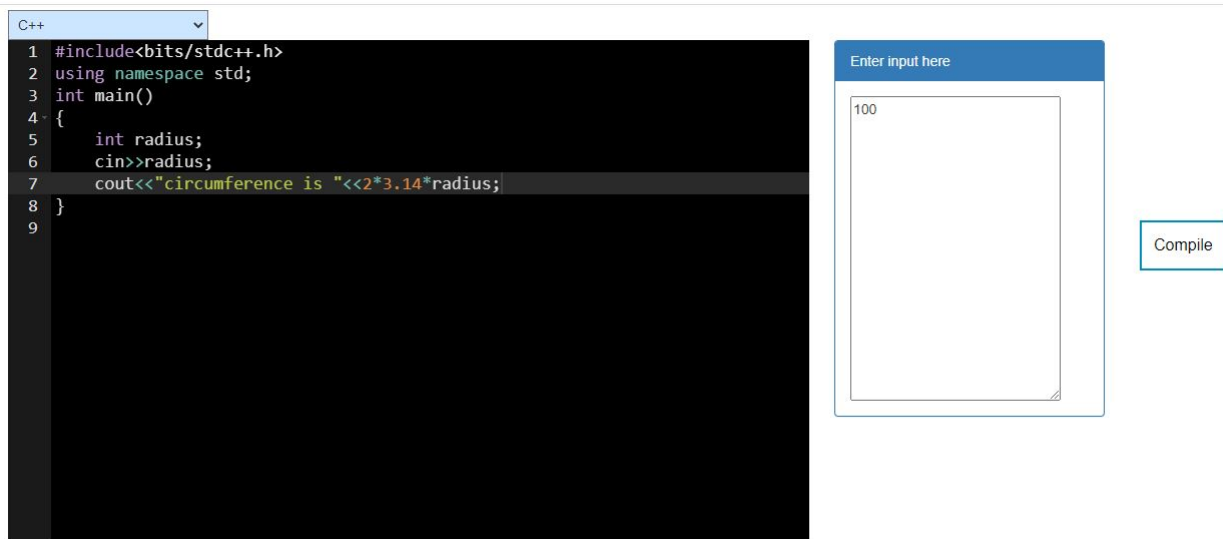 C++
1 #include<bits/stdc++.h>
2 using namespace std;
3 int main()
4 {
5     int radius;
6     cin>>radius;
7     cout<<"circumference is "<<2*3.14*radius;
8 }
9
Enter input here
100
Compile